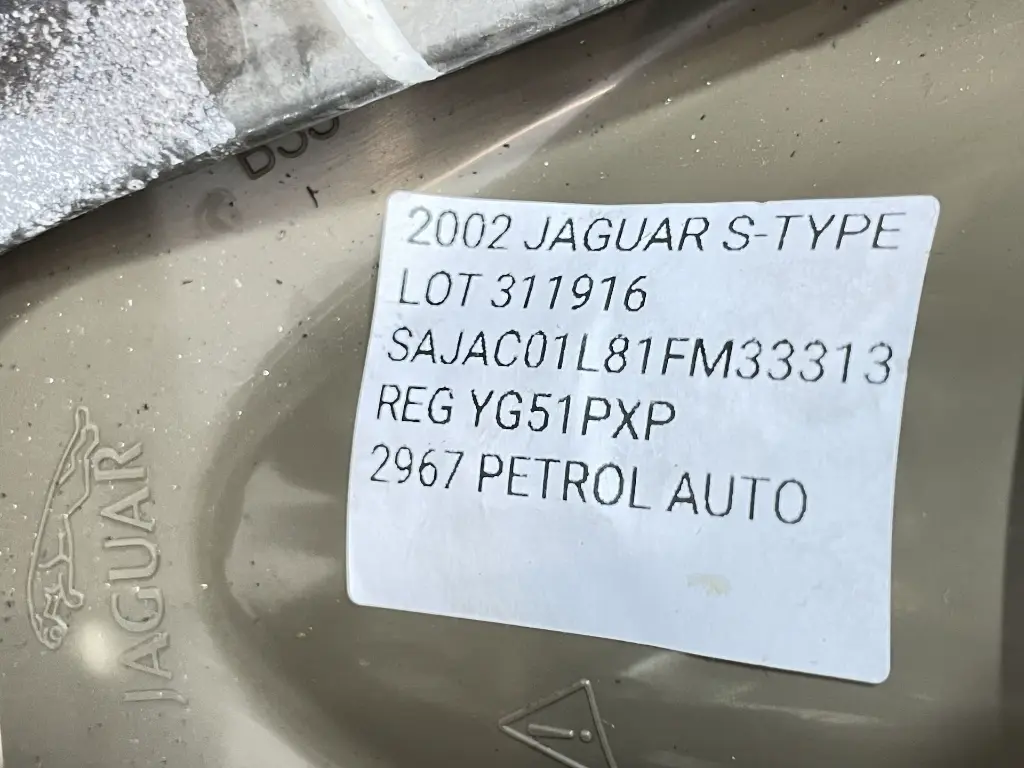 2002 JAGUAR S-TYPE
LOT 311916
SAJAC01L81FM33313
REG YG51PXP
2967 PETROL AUTO
JAGUAR